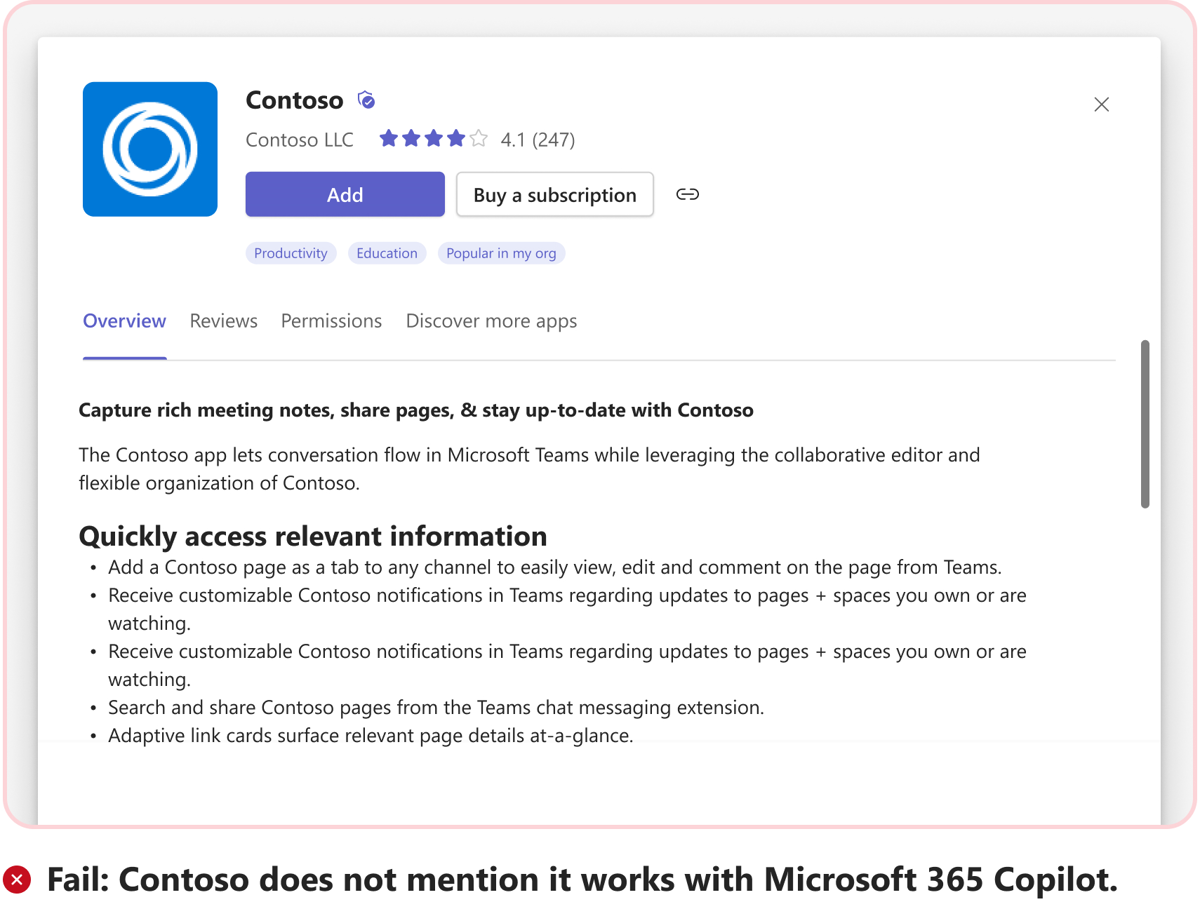 Contoso
Contoso LLC 4.1 (247)
Add Buy a subscription
Productivity Education Popular in my org
Overview Reviews Permissions Discover more apps
Capture rich meeting notes, share pages, & stay up-to-date with Contoso
The Contoso app lets conversation flow in Microsoft Teams while leveraging the collaborative editor and
flexible organization of Contoso.
Quickly access relevant information
• Add a Contoso page as a tab to any channel to easily view, edit and comment on the page from Teams.
• Receive customizable Contoso notifications in Teams regarding updates to pages + spaces you own or are
watching.
• Receive customizable Contoso notifications in Teams regarding updates to pages + spaces you own or are
watching.
• Search and share Contoso pages from the Teams chat messaging extension.
• Adaptive link cards surface relevant page details at-a-glance.
Fail: Contoso does not mention it works with Microsoft 365 Copilot.